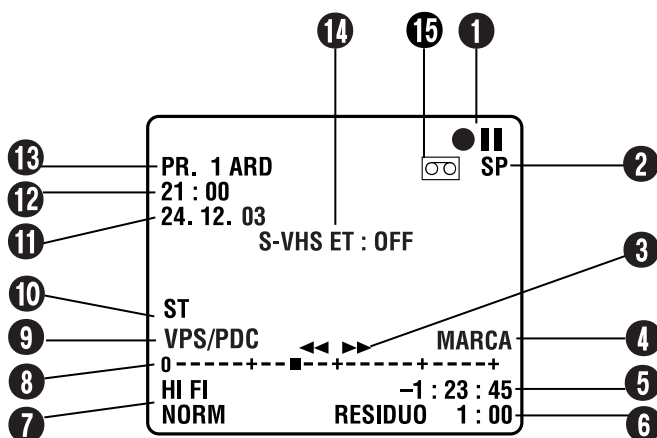 14 15 1
13 PR. 1 ARD SP 2
12 21 : 00
11 24. 12. 03
S-VHS ET : OFF
3
10 ST
9 VPS/PDC ◄◄ ►► MARCA 4
8 0 - - - - - - + - - ■ - - + - - - - - - + - - - - - +
HI FI –1 : 23 : 45 5
7 NORM RESIDUO 1 : 00 6